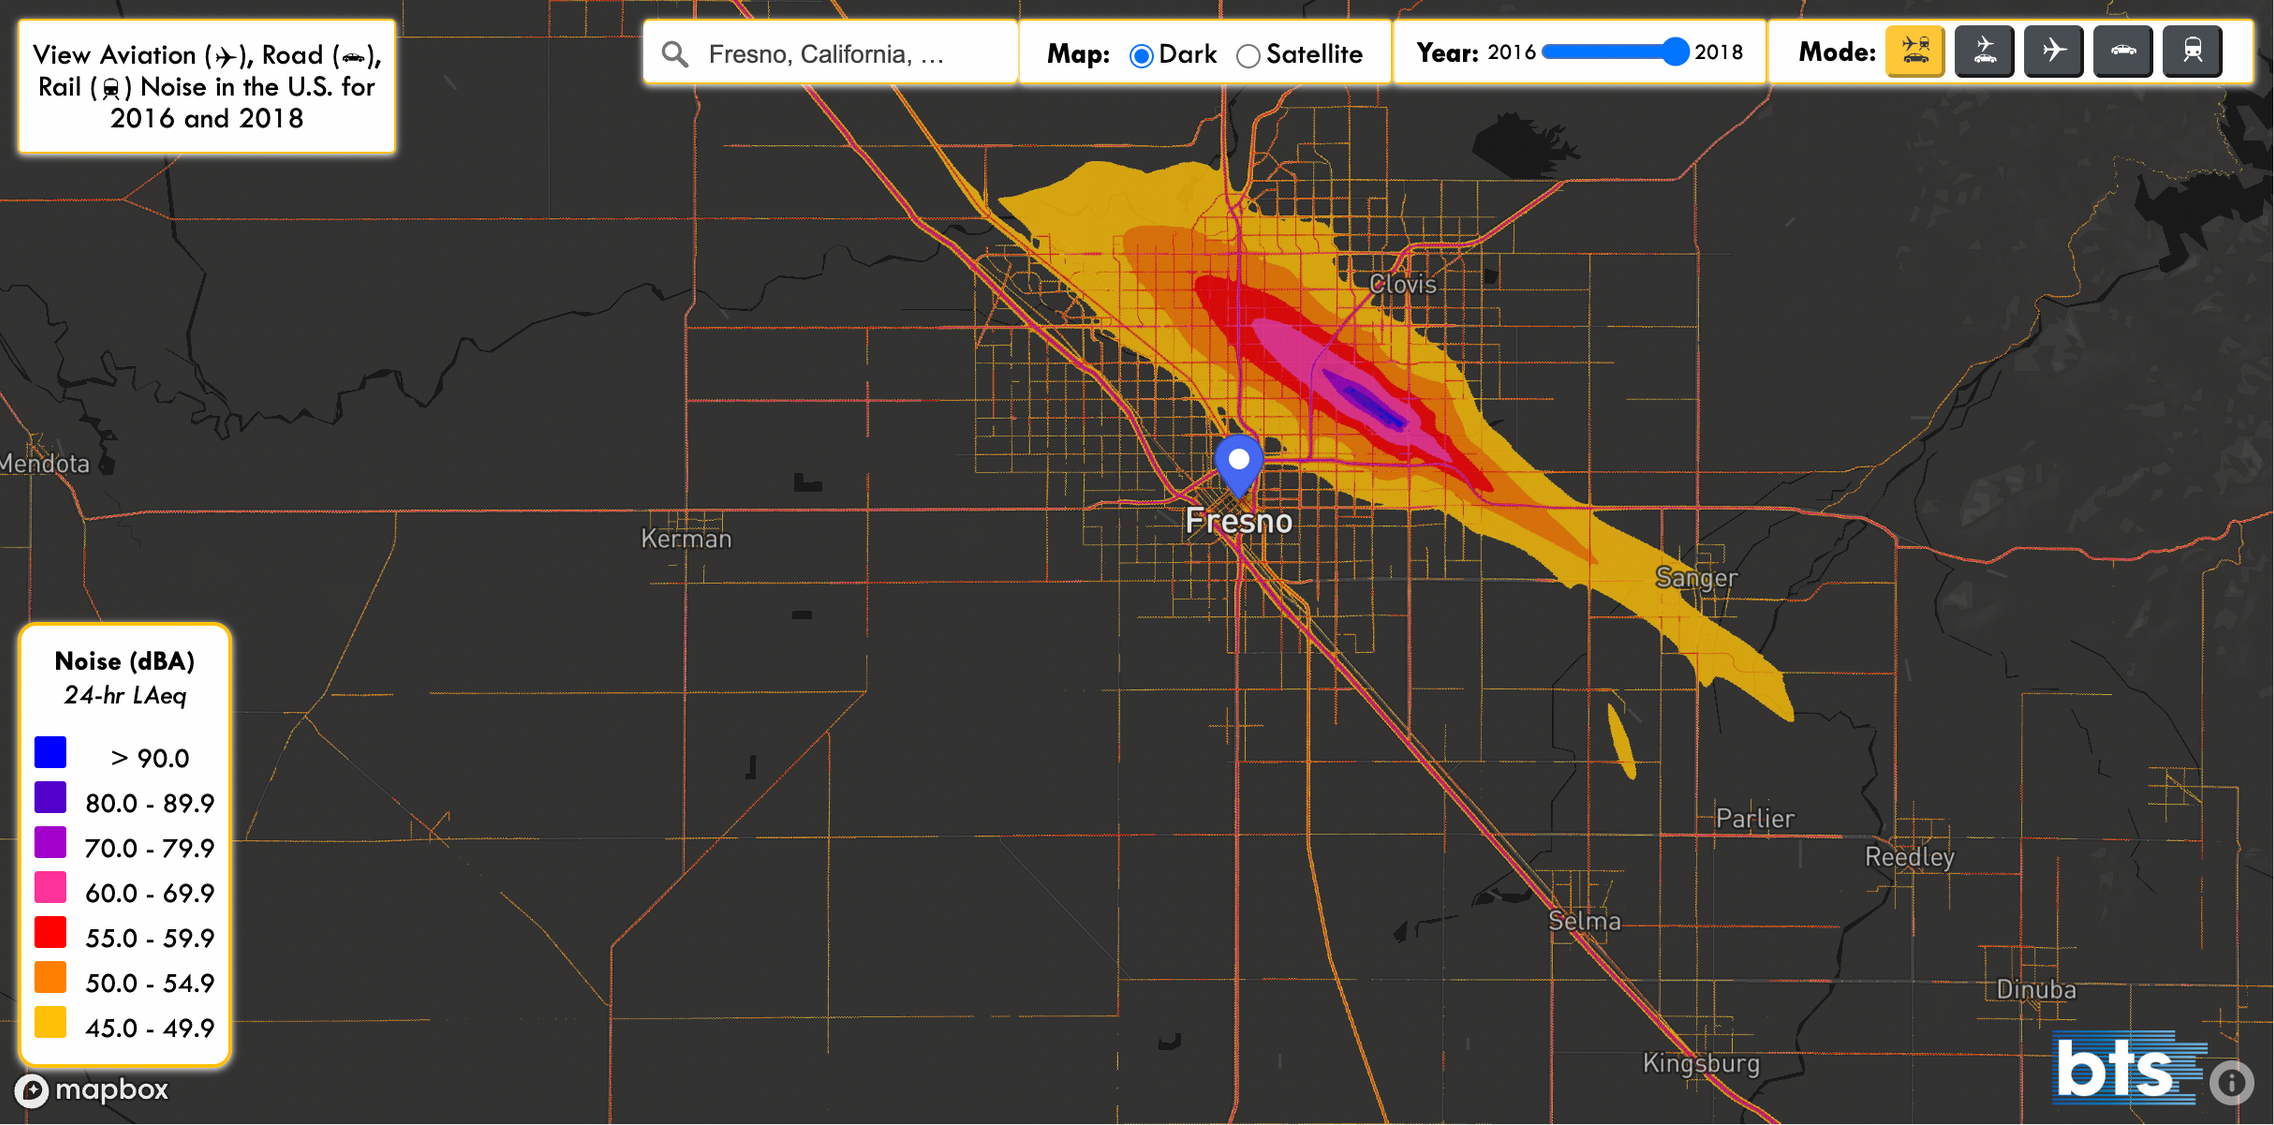 View Aviation (✈), Road (🚗),
Rail (🚆) Noise in the U.S. for
2016 and 2018
Fresno, California, ...
Map: Dark Satellite
Year: 2016 2018
Mode:
Clovis
Mendota
Fresno
Kerman
Sanger
Parlier
Reedley
Selma
Dinuba
Kingsburg
Noise (dBA)
24-hr LAeq
> 90.0
80.0 - 89.9
70.0 - 79.9
60.0 - 69.9
55.0 - 59.9
50.0 - 54.9
45.0 - 49.9
mapbox
bts
i